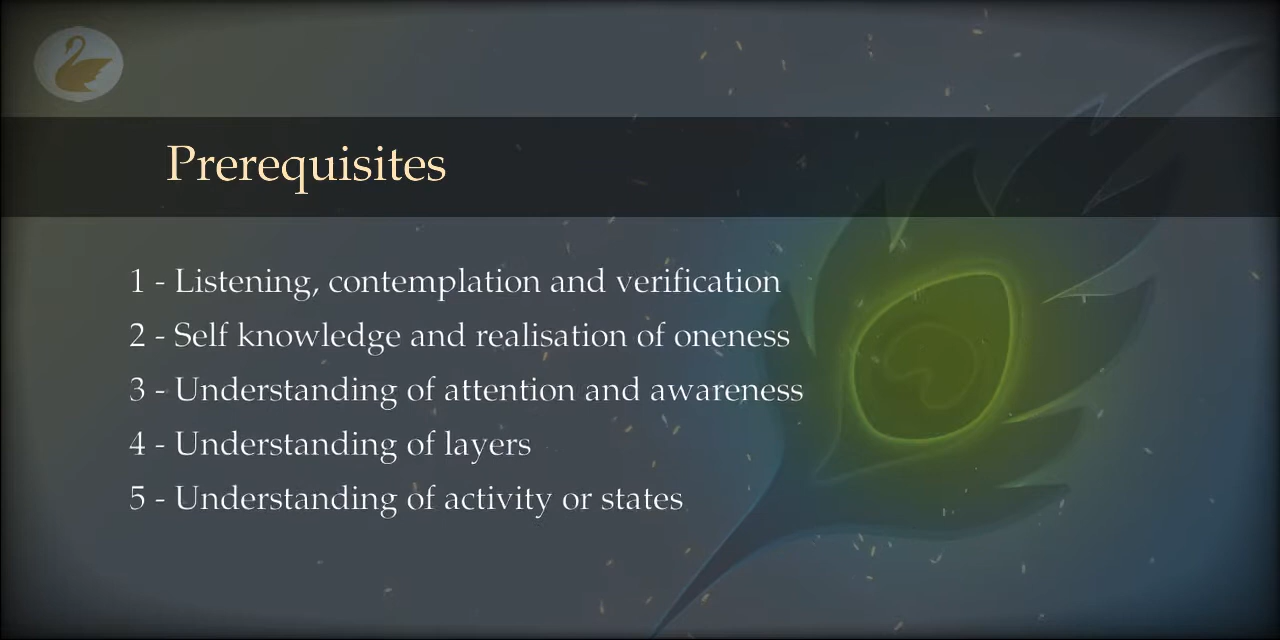 Prerequisites
1 - Listening, contemplation and verification
2 - Self knowledge and realisation of oneness
3 - Understanding of attention and awareness
4 - Understanding of layers
5 - Understanding of activity or states